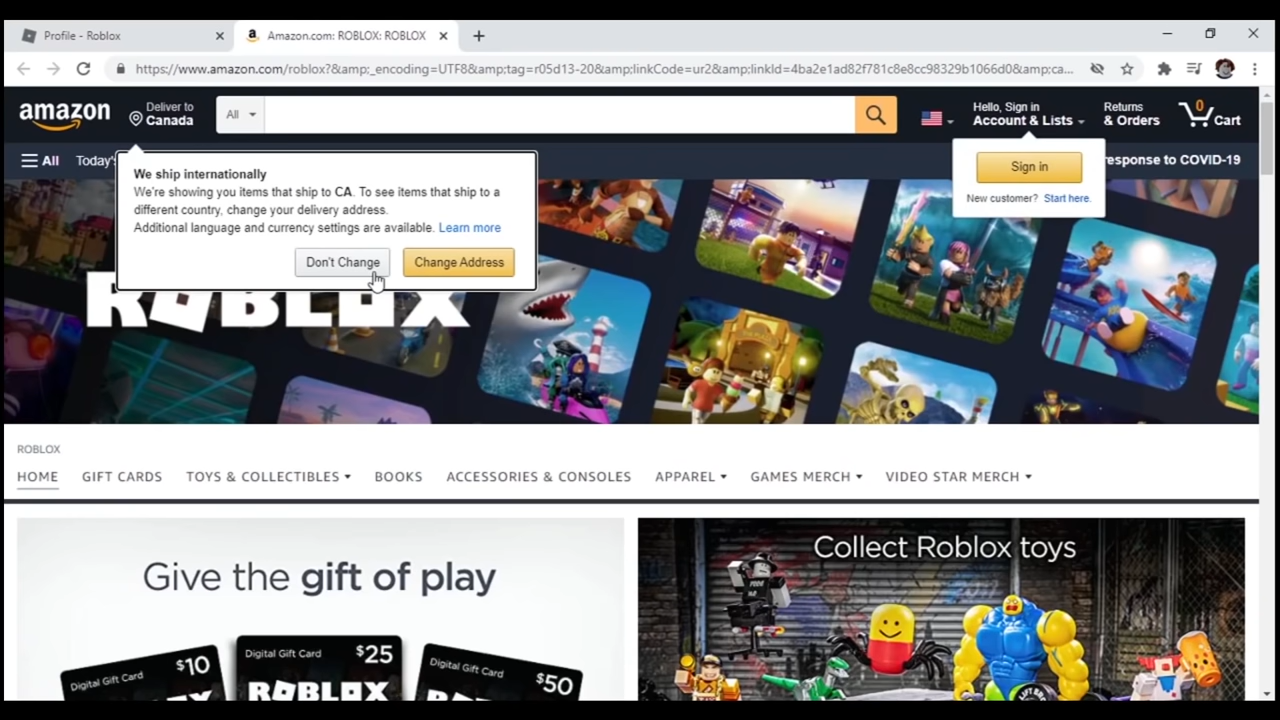 Profile - Roblox
Amazon.com: ROBLOX: ROBLOX
https://www.amazon.com/roblox?&amp;_encoding=UTF8&amp;tag=r05d13-20&amp;linkCode=ur2&amp;linkId=4ba2e1ad82f781c8e8cc98329b1066d0&amp;ca...
amazon
Deliver to
Canada
All
Hello, Sign in
Account & Lists
Returns
& Orders
0
Cart
All
Today's
response to COVID-19
Sign in
New customer? Start here.
We ship internationally
We're showing you items that ship to CA. To see items that ship to a
different country, change your delivery address.
Additional language and currency settings are available. Learn more
Don't Change
Change Address
ROBLOX
ROBLOX
HOME
GIFT CARDS
TOYS & COLLECTIBLES
BOOKS
ACCESSORIES & CONSOLES
APPAREL
GAMES MERCH
VIDEO STAR MERCH
Give the gift of play
Digital Gift Card
$10
Digital Gift Card
$25
ROBLOX
Digital Gift Card
$50
Collect Roblox toys